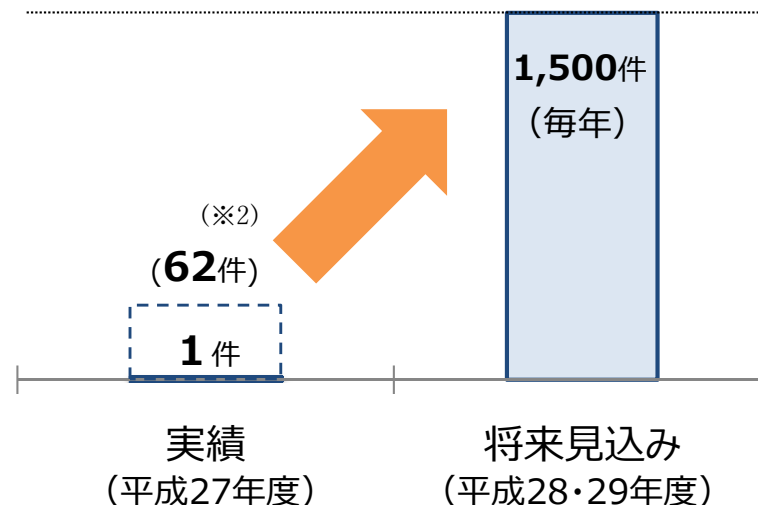 1,500件
（毎年）
（※2）
(62件)
1件
実績
（平成27年度）
将来見込み
（平成28･29年度）